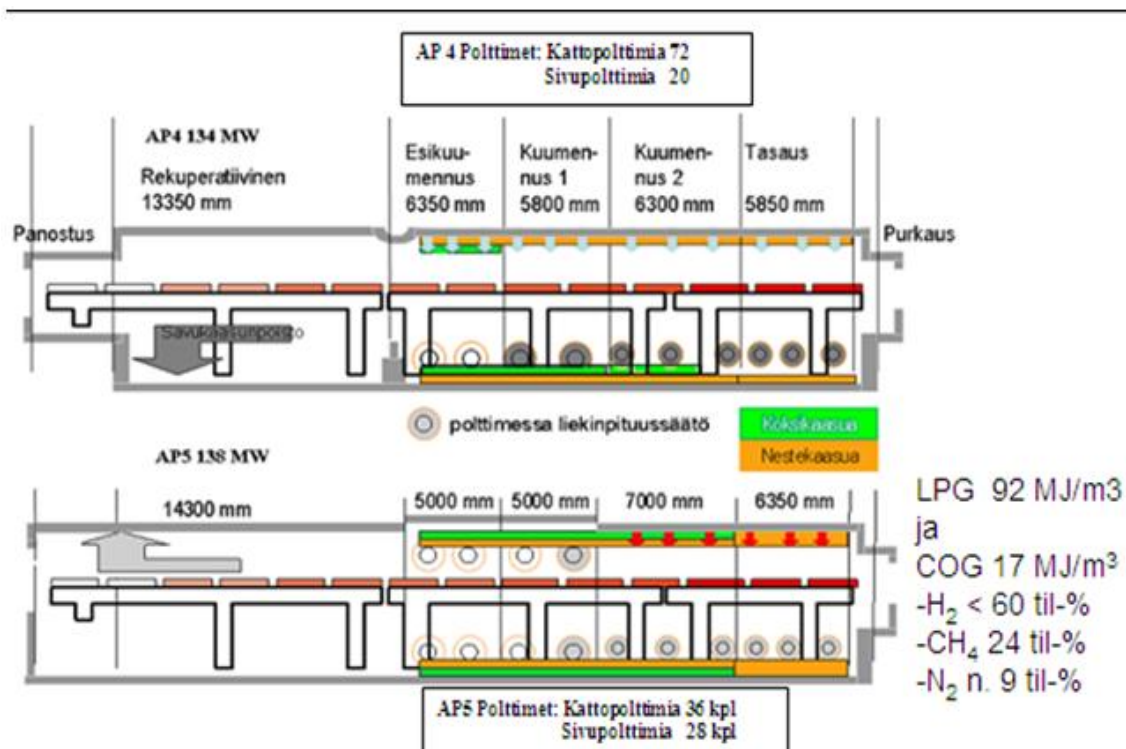 AP 4 Polttimet: Kattopolttimia 72
Sivupolttimia 20
AP4 134 MW
Rekuperatiivinen
13350 mm
Esikuu-
mennus
6350 mm
Kuumen-
nus 1
5800 mm
Kuumen-
nus 2
6300 mm
Tasaus
5850 mm
Panostus
Purkaus
Savukaasunpoisto
polttimessa liekinpituussäätö
Koksikaasua
Nestekaasua
AP5 138 MW
14300 mm
5000 mm
5000 mm
7000 mm
6350 mm
LPG 92 MJ/m3
ja
COG 17 MJ/m³
-H₂ < 60 til-%
-CH₄ 24 til-%
-N₂ n. 9 til-%
AP5 Polttimet: Kattopolttimia 36 kpl
Sivupolttimia 28 kpl